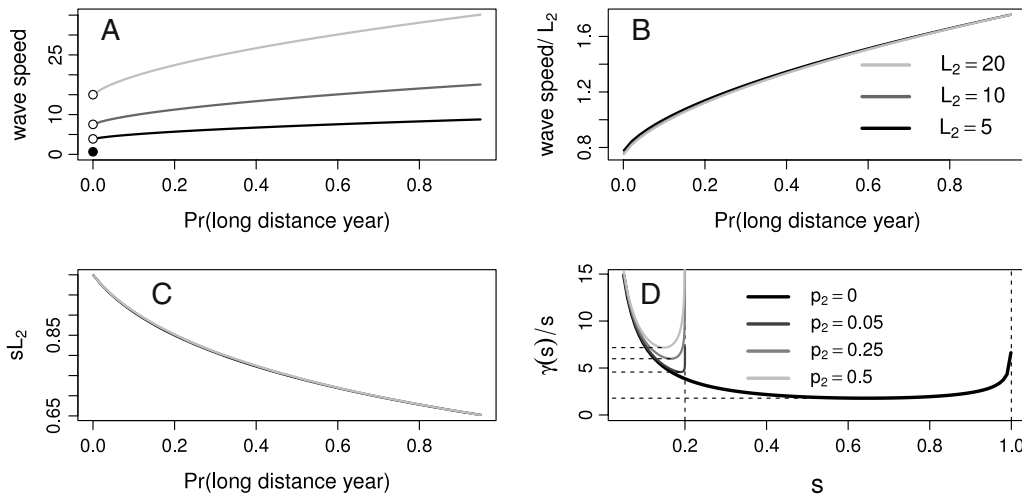 A
wave speed
0 10 25
0.0 0.2 0.4 0.6 0.8
Pr(long distance year)
B
wave speed/ L₂
0.8 1.2 1.6
L₂ = 20
L₂ = 10
L₂ = 5
0.0 0.2 0.4 0.6 0.8
Pr(long distance year)
C
sL₂
0.65 0.85
0.0 0.2 0.4 0.6 0.8
Pr(long distance year)
D
γ(s)/s
0 5 10 15
p₂ = 0
p₂ = 0.05
p₂ = 0.25
p₂ = 0.5
0.2 0.4 0.6 0.8 1.0
s